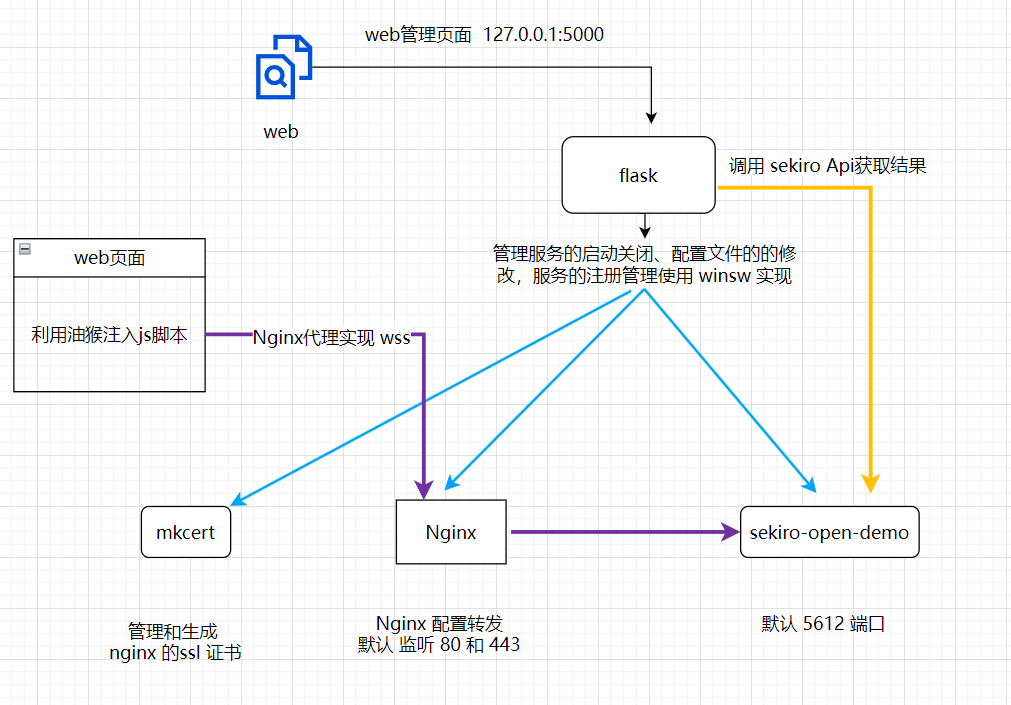 web管理页面 127.0.0.1:5000
web
flask
调用 sekiro Api获取结果
管理服务的启动关闭、配置文件的的修
改，服务的注册管理使用 winsw 实现
web页面
利用油猴注入js脚本
Nginx代理实现 wss
mkcert
Nginx
sekiro-open-demo
管理和生成
nginx 的ssl 证书
Nginx 配置转发
默认 监听 80 和 443
默认 5612 端口